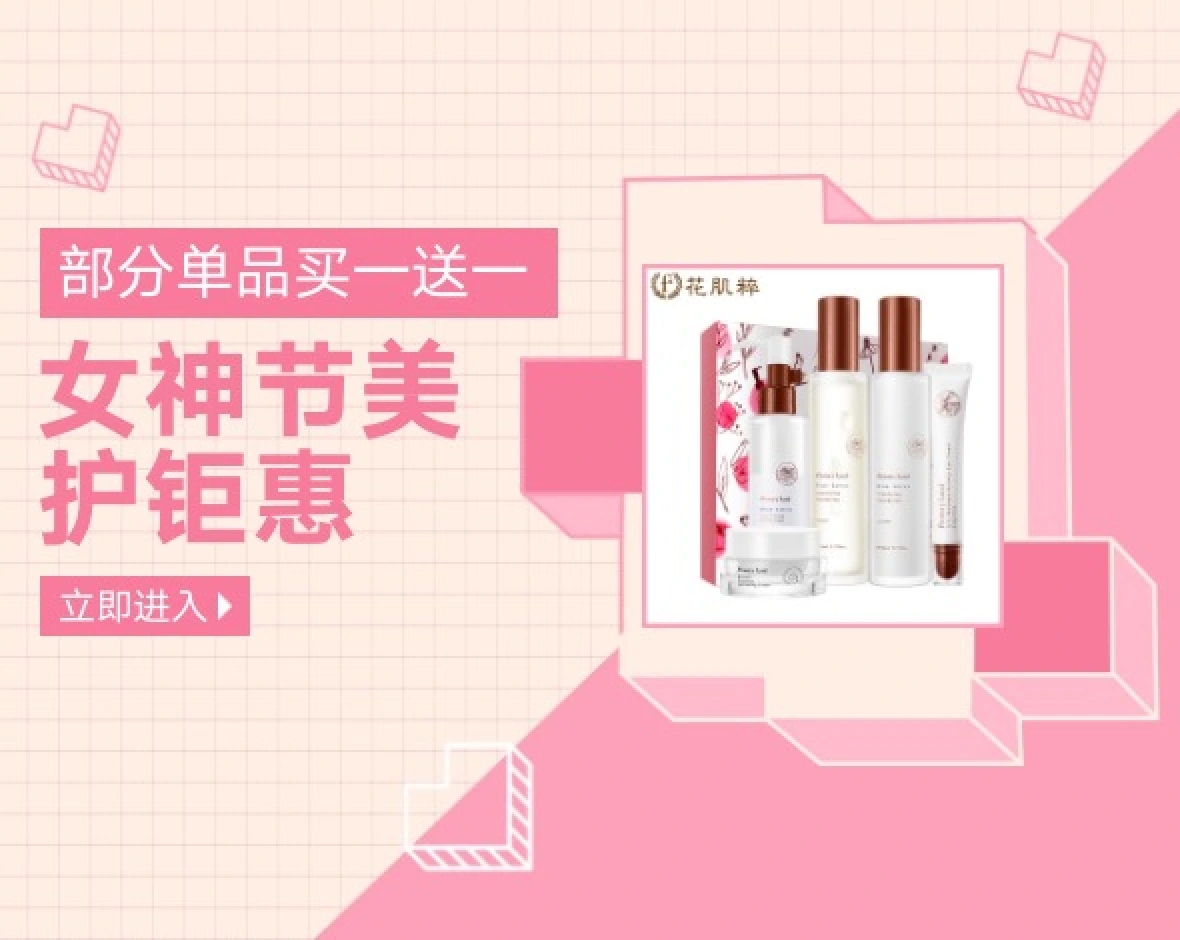 部分单品买一送一
女神节美
护钜惠
立即进入
花肌粹